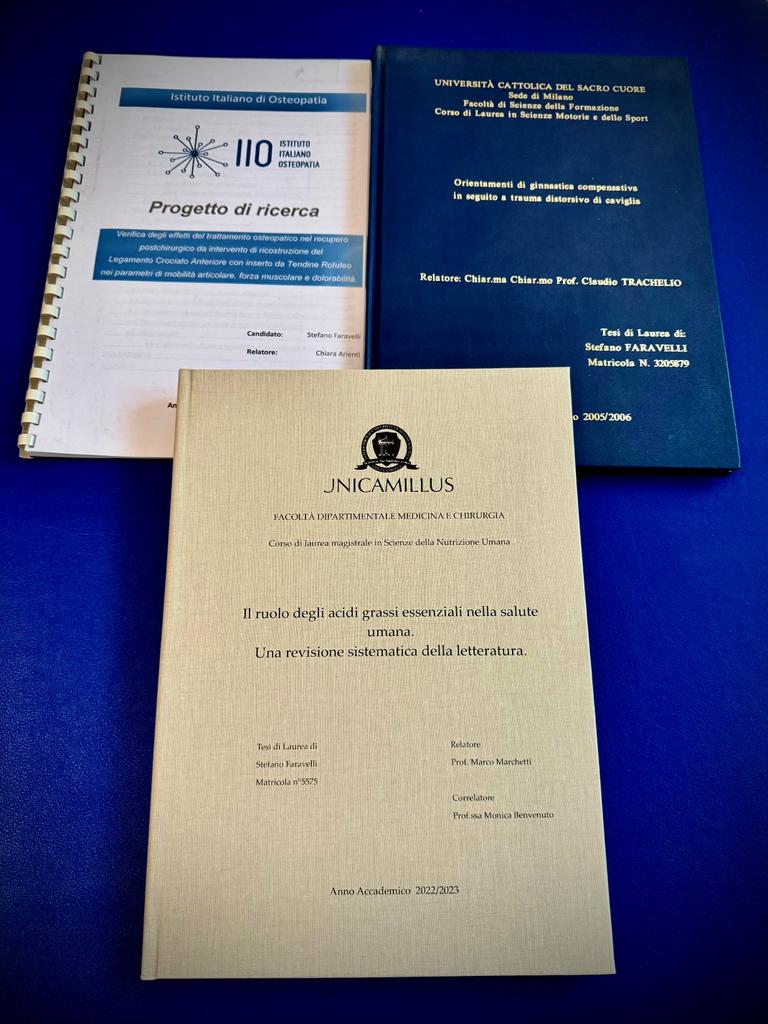 Istituto Italiano di Osteopatia
IIO ISTITUTO
ITALIANO
OSTEOPATIA
Progetto di ricerca
Verifica degli effetti del trattamento osteopatico nel recupero
postchirurgico da intervento di ricostruzione del
Legamento Crociato Anteriore con inserto da Tendine Rotuleo
nei parametri di mobilità articolare, forza muscolare e dolorabilità.
Candidato: Stefano Faravelli
Relatore: Chiara Arienti
An
UNIVERSITÀ CATTOLICA DEL SACRO CUORE
Sede di Milano
Facoltà di Scienze della Formazione
Corso di Laurea in Scienze Motorie e dello Sport
Orientamenti di ginnastica compensativa
in seguito a trauma distorsivo di caviglia
Relatore: Chiar.ma Chiar.mo Prof. Claudio TRACHELIO
Tesi di Laurea di:
Stefano FARAVELLI
Matricola N. 3205879
o 2005/2006
UNICAMILLUS
FACOLTÀ DIPARTIMENTALE MEDICINA E CHIRURGIA
Corso di laurea magistrale in Scienze della Nutrizione Umana
Il ruolo degli acidi grassi essenziali nella salute
umana.
Una revisione sistematica della letteratura.
Tesi di Laurea di
Stefano Faravelli
Matricola n°5575
Relatore
Prof. Marco Marchetti
Correlatore
Prof.ssa Monica Benvenuto
Anno Accademico 2022/2023